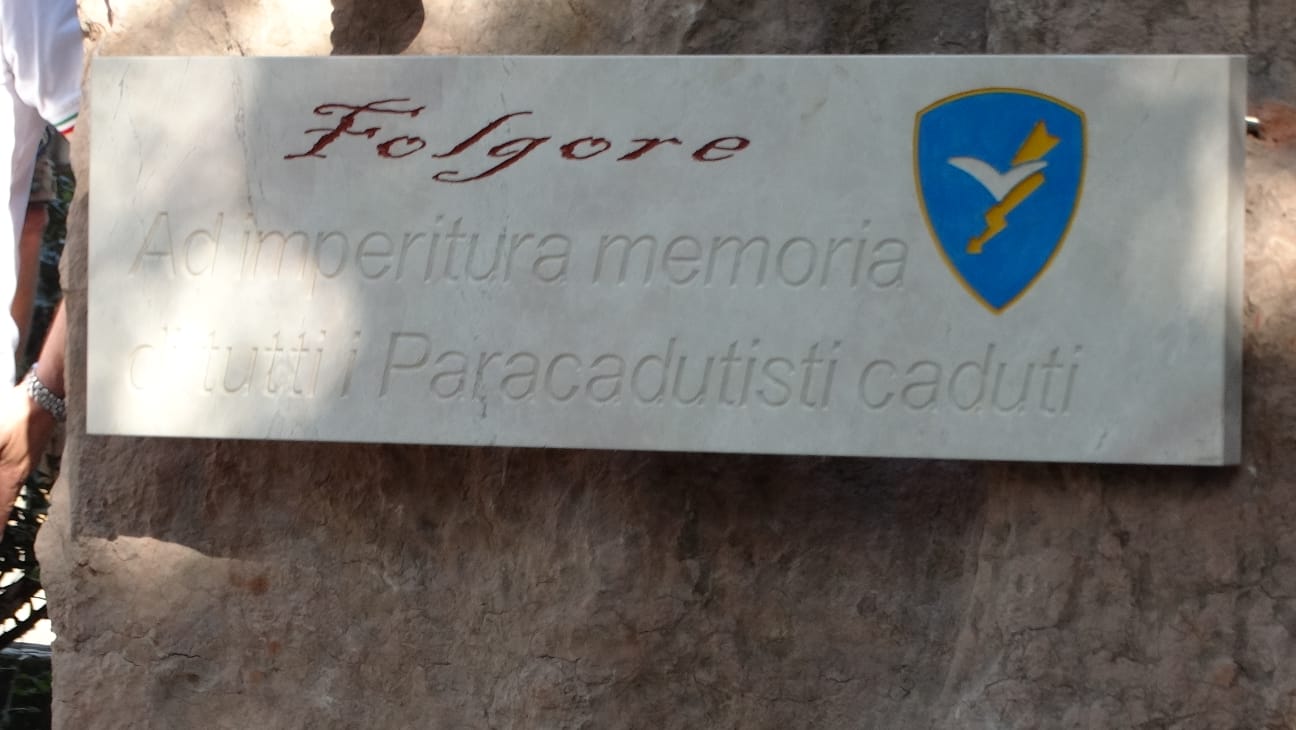 Folgore
Ad imperitura memoria
di tutti i Paracadutisti caduti